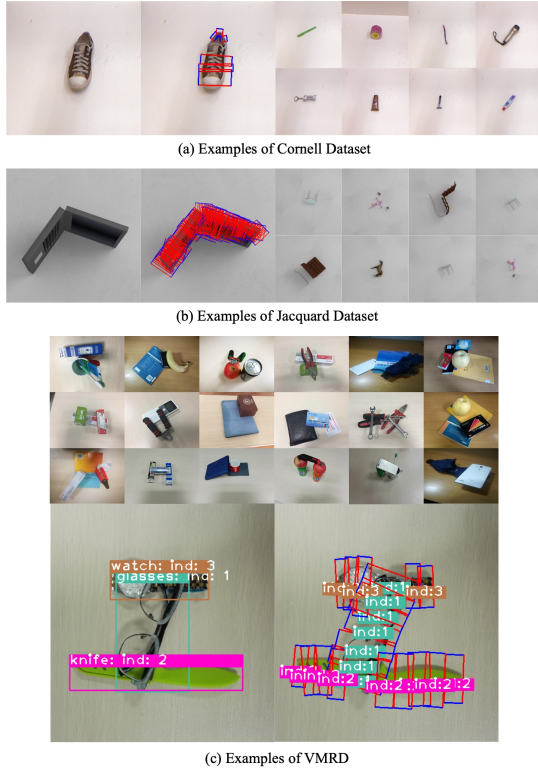 (a) Examples of Cornell Dataset
(b) Examples of Jacquard Dataset
watch: ind: 3
glasses: ind: 1
knife: ind: 2
ind:3
ind:3
ind:1
ind:1
ind:1
ind:1
ind:1
ind:2
ind:2
ind:2
(c) Examples of VMRD